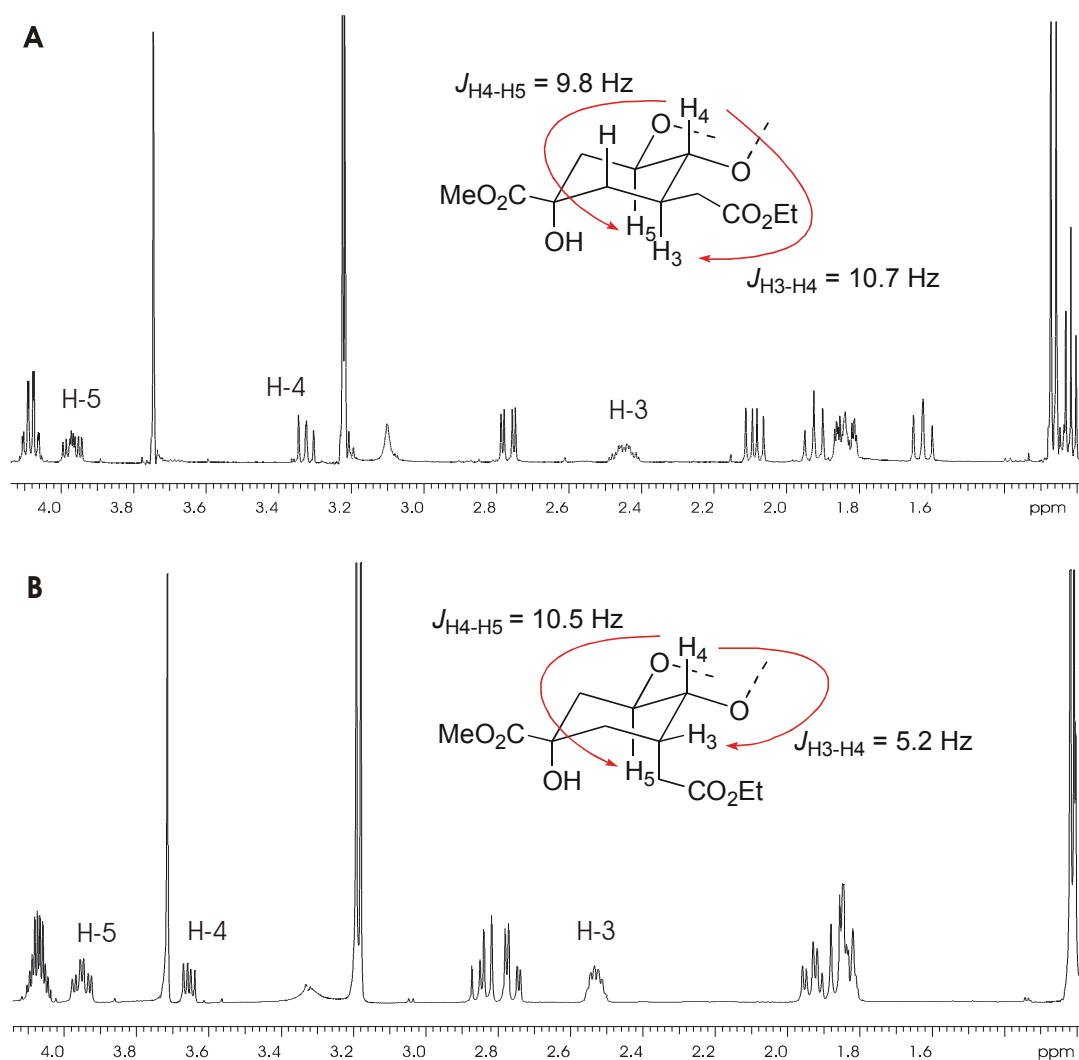 A
J_H4-H5 = 9.8 Hz
H4
O
H
O
MeO2C
CO2Et
H5
OH
H3
J_H3-H4 = 10.7 Hz
H-5
H-4
H-3
4.0 3.8 3.6 3.4 3.2 3.0 2.8 2.6 2.4 2.2 2.0 1.8 1.6 ppm
B
J_H4-H5 = 10.5 Hz
H4
O
O
MeO2C
H3
J_H3-H4 = 5.2 Hz
OH
H5
CO2Et
H-5
H-4
H-3
4.0 3.8 3.6 3.4 3.2 3.0 2.8 2.6 2.4 2.2 2.0 1.8 1.6 ppm